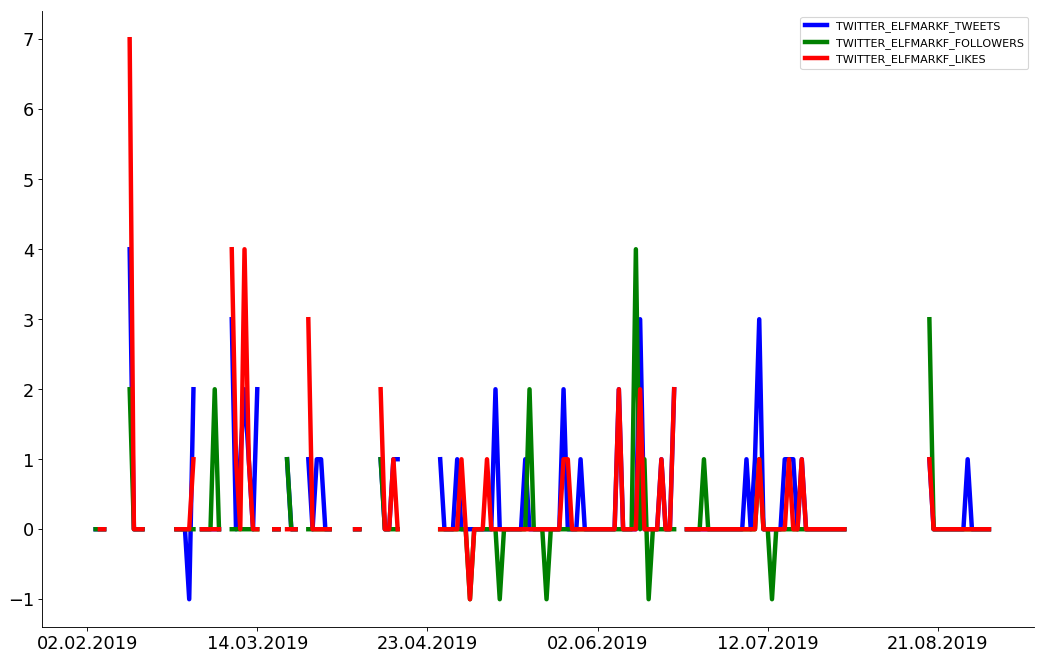 TWITTER_ELFMARKF_TWEETS
TWITTER_ELFMARKF_FOLLOWERS
TWITTER_ELFMARKF_LIKES
7
6
5
4
3
2
1
0
−1
02.02.2019 14.03.2019 23.04.2019 02.06.2019 12.07.2019 21.08.2019